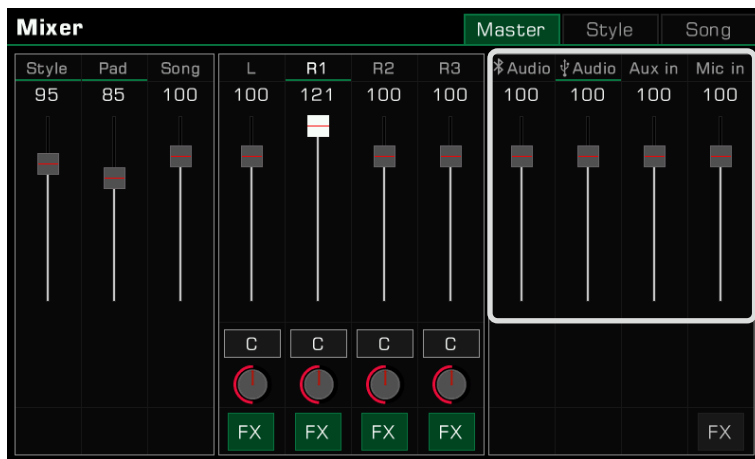 Mixer Master Style Song
Style Pad Song L R1 R2 R3 Audio Audio Aux in Mic in
95 85 100 100 121 100 100 100 100 100 100
C C C C
FX FX FX FX FX